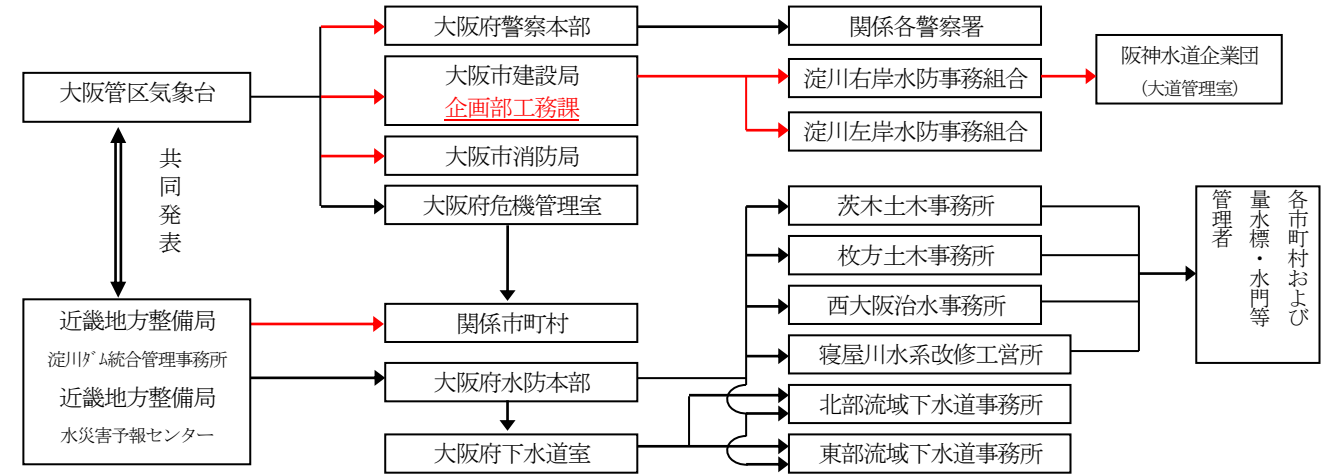 大阪管区気象台
共同発表
近畿地方整備局
淀川ﾀﾞﾑ統合管理事務所
近畿地方整備局
水災害予報センター
大阪府警察本部
大阪市建設局
企画部工務課
大阪市消防局
大阪府危機管理室
関係市町村
大阪府水防本部
大阪府下水道室
関係各警察署
淀川右岸水防事務組合
淀川左岸水防事務組合
茨木土木事務所
枚方土木事務所
西大阪治水事務所
寝屋川水系改修工営所
北部流域下水道事務所
東部流域下水道事務所
阪神水道企業団
（大道管理室）
各市町村および
量水標・水門等
管理者